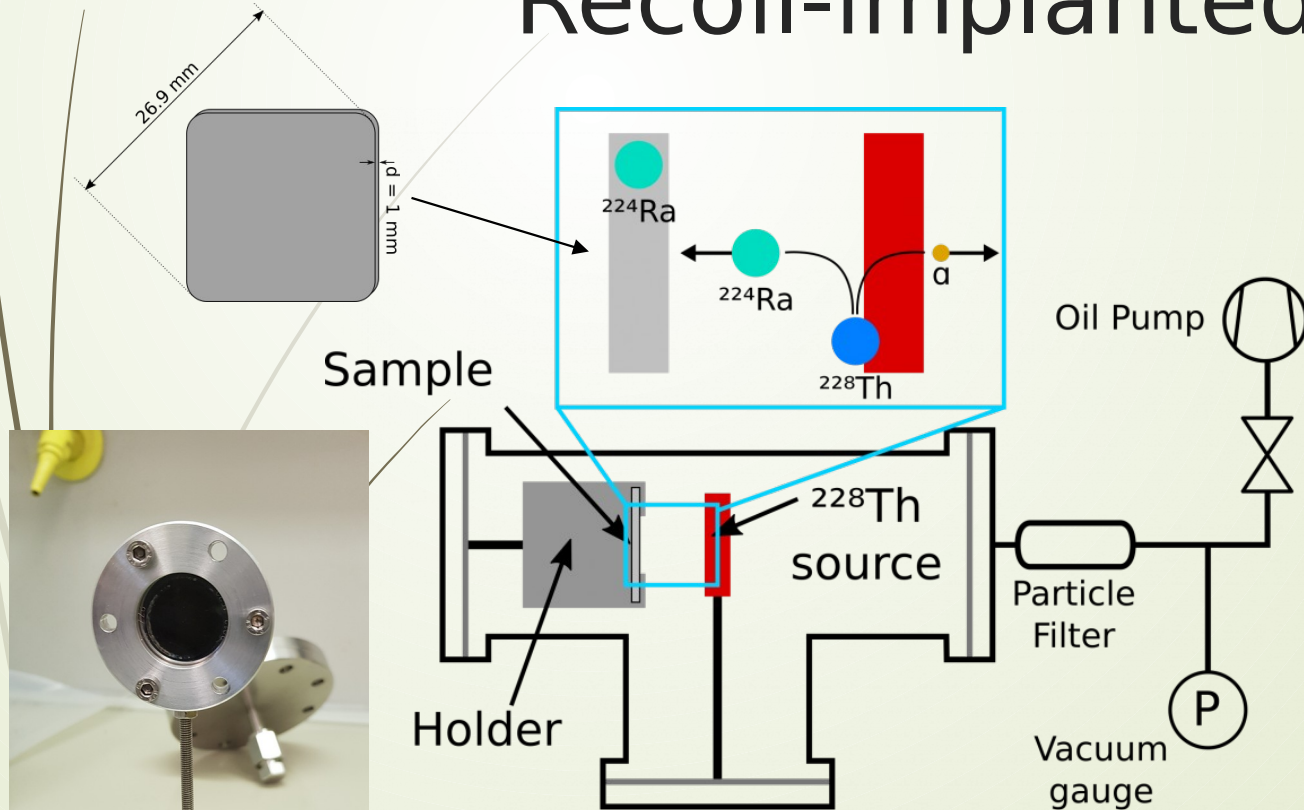 Recoil-implanted
26.9 mm
d = 1 mm
²²⁴Ra
²²⁴Ra
α
²²⁸Th
Oil Pump
Sample
²²⁸Th
source
Particle
Filter
Holder
P
Vacuum
gauge